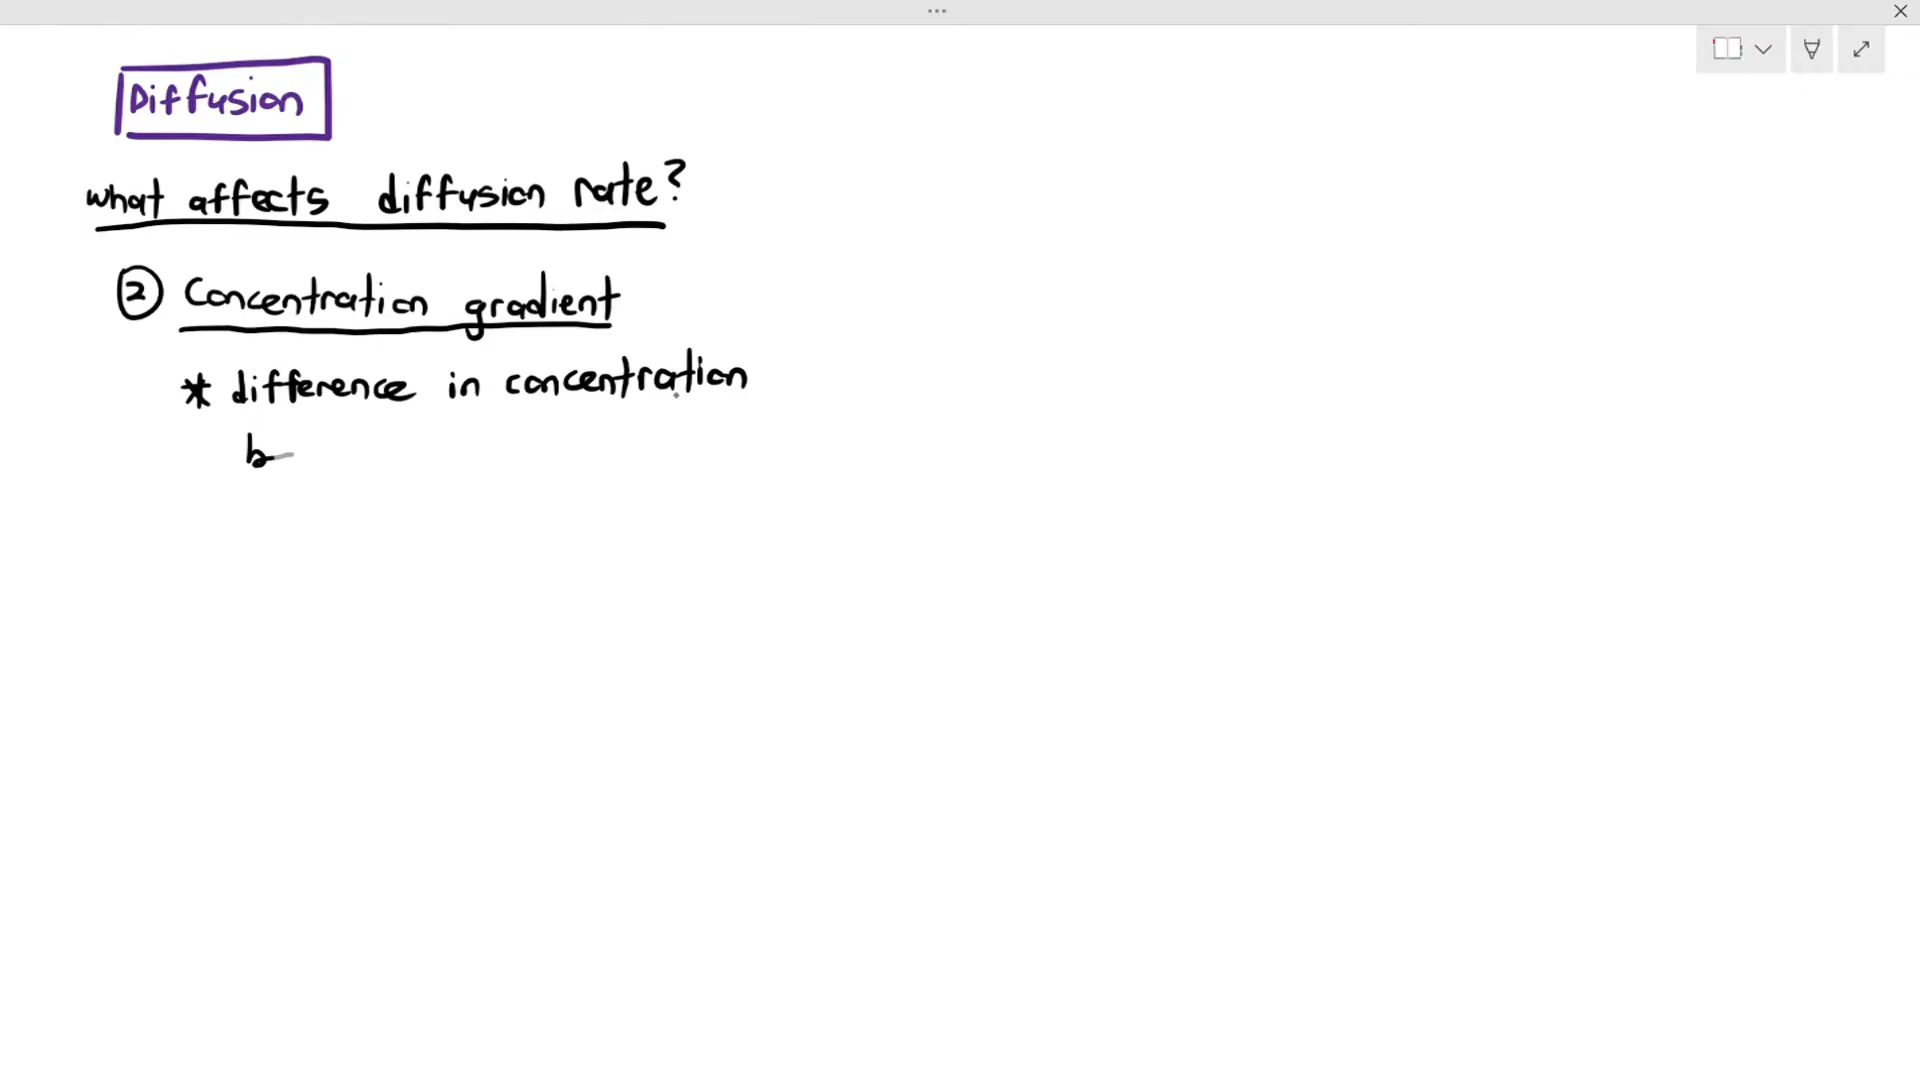 Diffusion
what affects diffusion rate?
② Concentration gradient
* difference in concentration
b